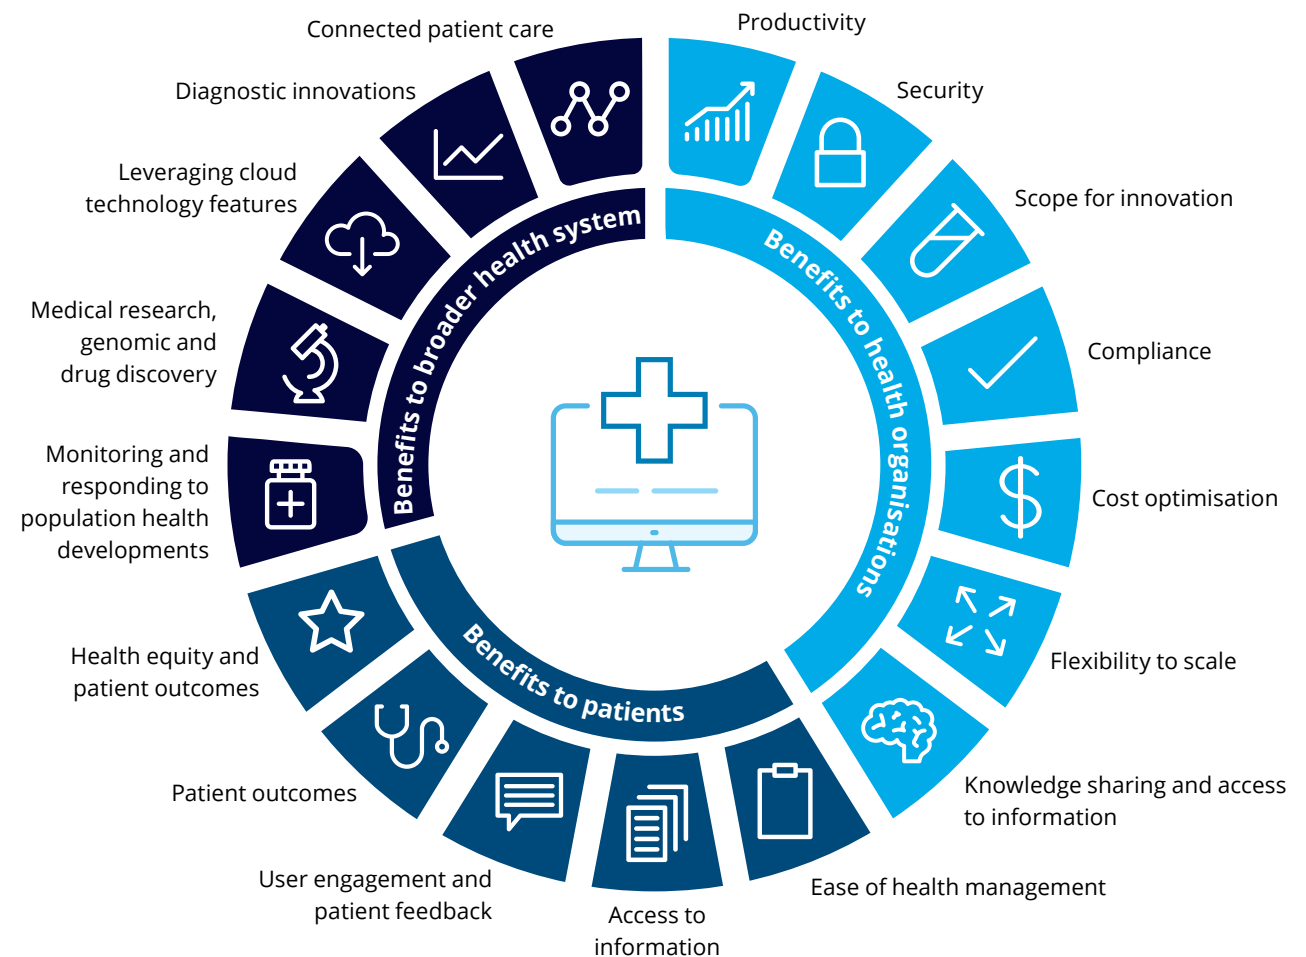 Connected patient care
Productivity
Diagnostic innovations
Security
Leveraging cloud
technology features
Scope for innovation
Medical research,
genomic and
drug discovery
Compliance
Monitoring and
responding to
population health
developments
Cost optimisation
Health equity and
patient outcomes
Flexibility to scale
Patient outcomes
Knowledge sharing and access
to information
User engagement and
patient feedback
Access to
information
Ease of health management
Benefits to broader health system
Benefits to health organisations
Benefits to patients